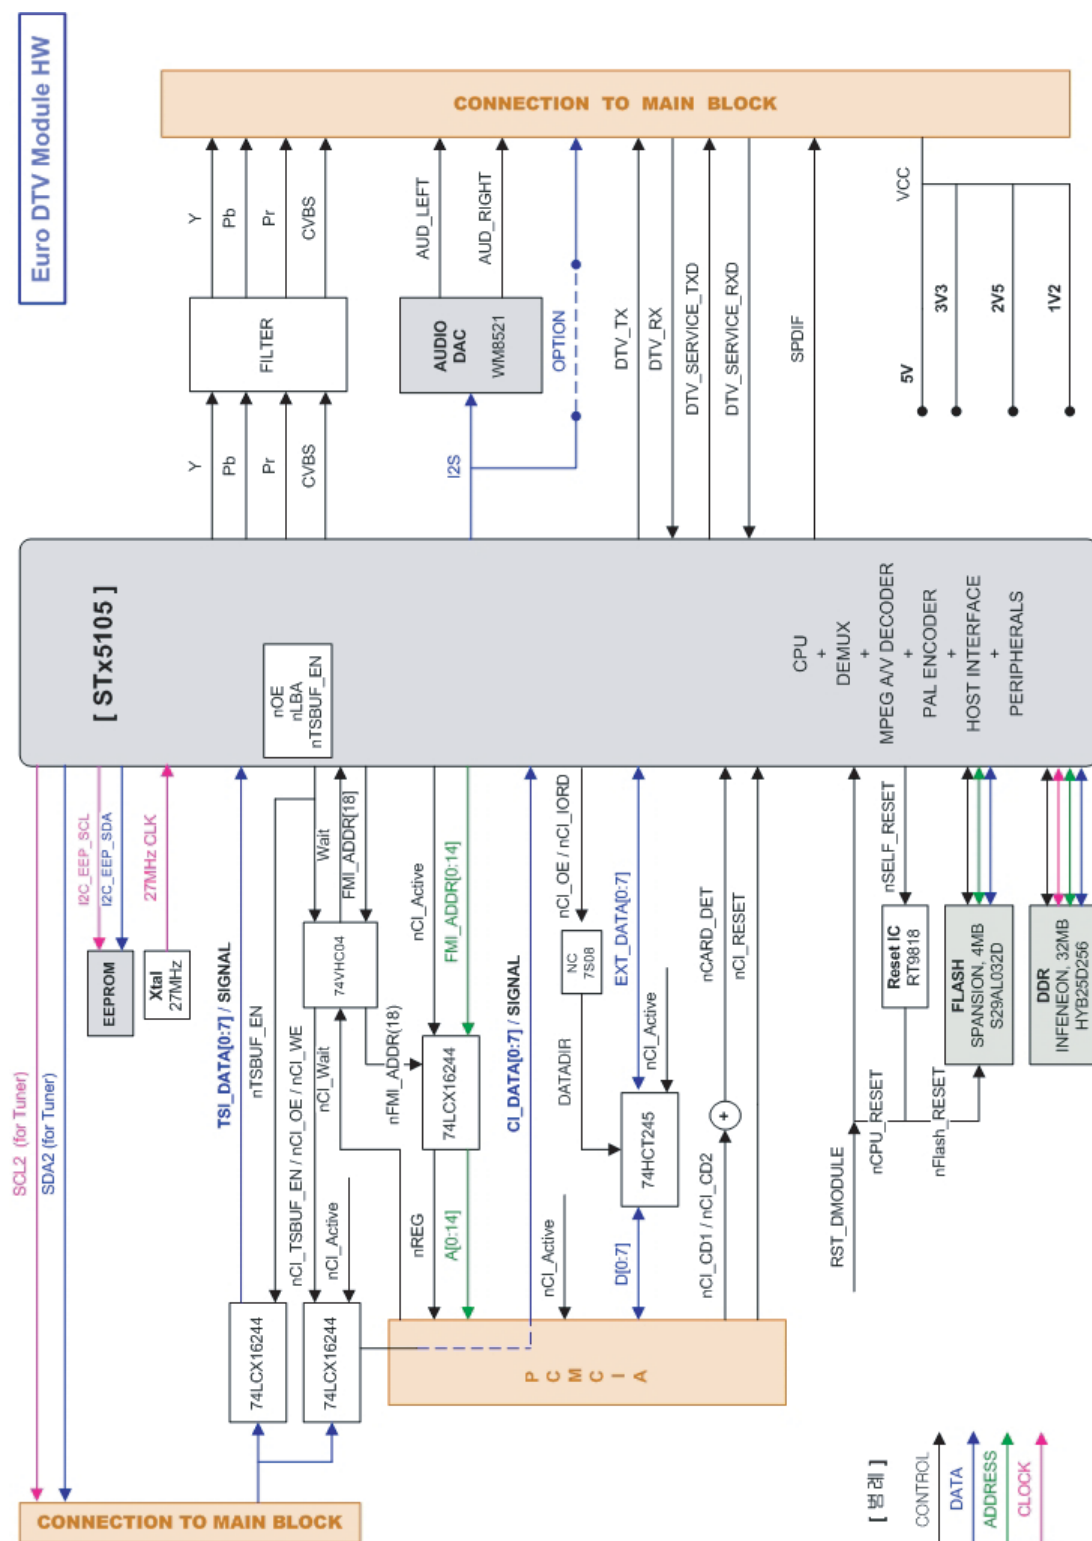 Euro DTV Module HW
CONNECTION TO MAIN BLOCK
Y
Pb
Pr
CVBS
AUD_LEFT
AUD_RIGHT
FILTER
AUDIO
DAC
WM8521
OPTION
Y
Pb
Pr
CVBS
I2S
DTV_TX
DTV_RX
DTV_SERVICE_TXD
DTV_SERVICE_RXD
SPDIF
VCC
5V
3V3
2V5
1V2
[ STx5105 ]
nOE
nLBA
nTSBUF_EN
CPU
+
DEMUX
+
MPEG A/V DECODER
+
PAL ENCODER
+
HOST INTERFACE
+
PERIPHERALS
SCL2 (for Tuner)
SDA2 (for Tuner)
I2C_EEP_SCL
I2C_EEP_SDA
EEPROM
27MHz CLK
Xtal
27MHz
TSI_DATA[0:7] / SIGNAL
nTSBUF_EN
nCI_TSBUF_EN / nCI_OE / nCI_WE
Wait
nCI_Wait
FMI_ADDR[18]
74VHC04
nFMI_ADDR(18)
nCI_Active
nCI_Active
FMI_ADDR[0:14]
74LCX16244
nREG
A[0:14]
CI_DATA[0:7] / SIGNAL
nCI_OE / nCI_IORD
NC
7S08
DATADIR
nCI_Active
EXT_DATA[0:7]
nCI_Active
74HCT245
D[0:7]
nCARD_DET
nCI_RESET
+
nCI_CD1 / nCI_CD2
nSELF_RESET
Reset IC
RT9818
nCPU_RESET
RST_DMODULE
nFlash_RESET
FLASH
SPANSION, 4MB
S29AL032D
DDR
INFENEON, 32MB
HYB25D256
74LCX16244
74LCX16244
PCMCIA
CONNECTION TO MAIN BLOCK
[ 범례 ]
CONTROL
DATA
ADDRESS
CLOCK